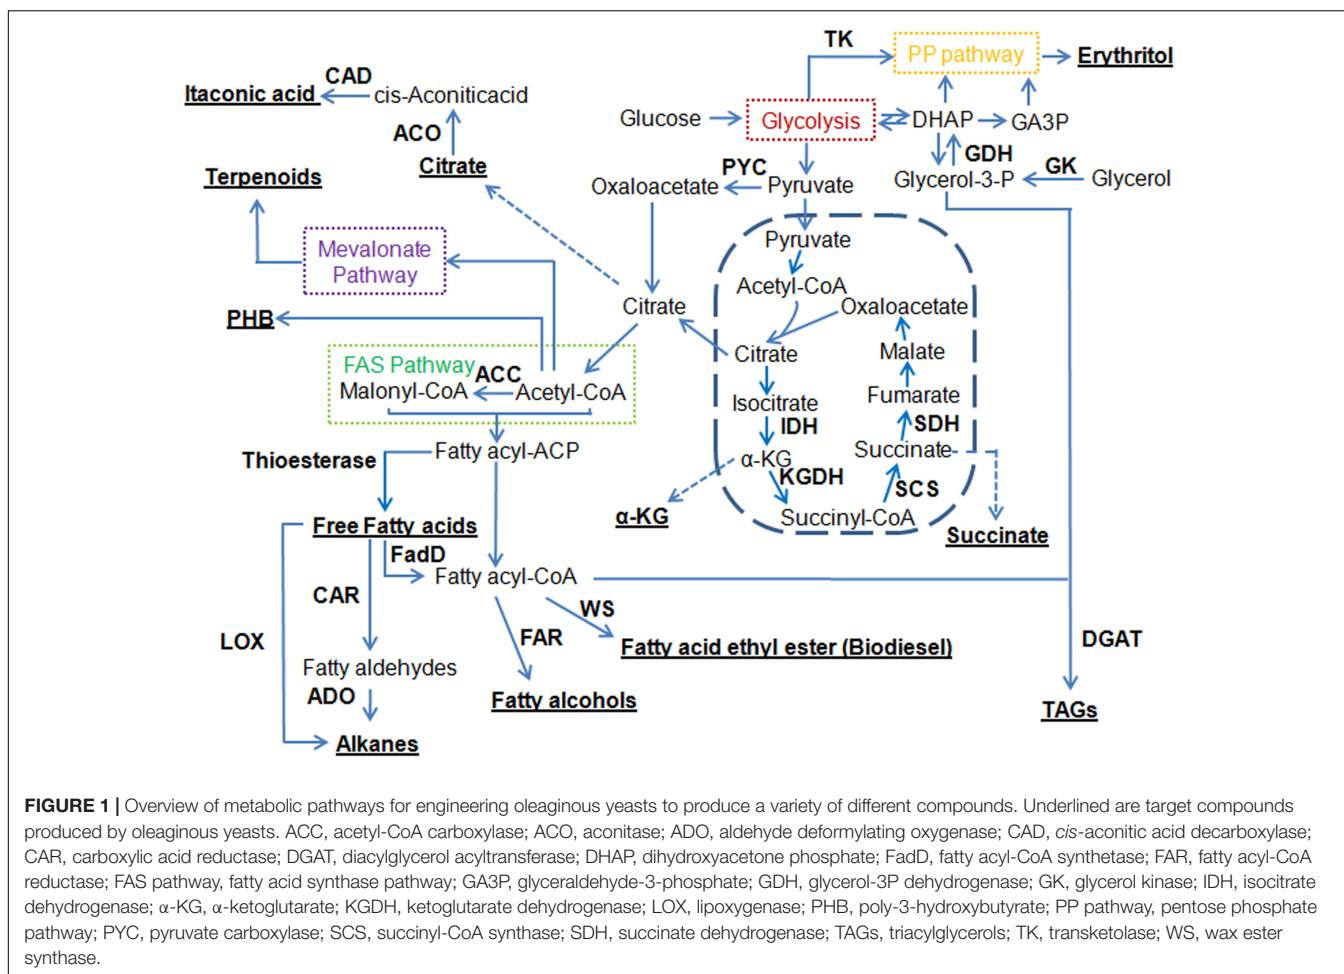 TK
PP pathway
Erythritol
CAD
Itaconic acid
cis-Aconiticacid
Glucose
Glycolysis
DHAP
GA3P
ACO
GDH
GK
Citrate
PYC
Terpenoids
Oxaloacetate
Pyruvate
Glycerol-3-P
Glycerol
Mevalonate
Pathway
Pyruvate
Acetyl-CoA
Citrate
Oxaloacetate
PHB
Citrate
Malate
FAS Pathway
ACC
Malonyl-CoA
Acetyl-CoA
Isocitrate
Fumarate
IDH
SDH
Thioesterase
Fatty acyl-ACP
α-KG
Succinate
KGDH
SCS
α-KG
Succinyl-CoA
Free Fatty acids
Succinate
FadD
Fatty acyl-CoA
CAR
WS
LOX
FAR
Fatty acid ethyl ester (Biodiesel)
DGAT
Fatty aldehydes
ADO
Fatty alcohols
TAGs
Alkanes
FIGURE 1 | Overview of metabolic pathways for engineering oleaginous yeasts to produce a variety of different compounds. Underlined are target compounds
produced by oleaginous yeasts. ACC, acetyl-CoA carboxylase; ACO, aconitase; ADO, aldehyde deformylating oxygenase; CAD, cis-aconitic acid decarboxylase;
CAR, carboxylic acid reductase; DGAT, diacylglycerol acyltransferase; DHAP, dihydroxyacetone phosphate; FadD, fatty acyl-CoA synthetase; FAR, fatty acyl-CoA
reductase; FAS pathway, fatty acid synthase pathway; GA3P, glyceraldehyde-3-phosphate; GDH, glycerol-3P dehydrogenase; GK, glycerol kinase; IDH, isocitrate
dehydrogenase; α-KG, α-ketoglutarate; KGDH, ketoglutarate dehydrogenase; LOX, lipoxygenase; PHB, poly-3-hydroxybutyrate; PP pathway, pentose phosphate
pathway; PYC, pyruvate carboxylase; SCS, succinyl-CoA synthase; SDH, succinate dehydrogenase; TAGs, triacylglycerols; TK, transketolase; WS, wax ester
synthase.